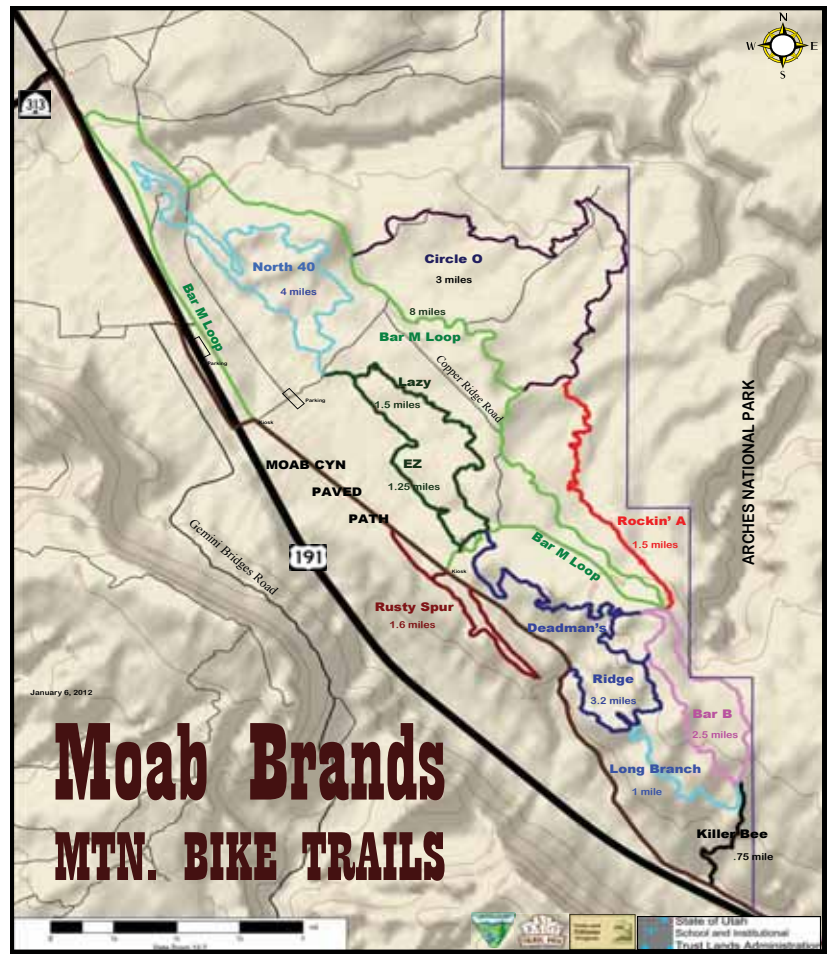 N
W E
S
313
North 40
4 miles
Circle O
3 miles
8 miles
Bar M Loop
Bar M Loop
Copper Ridge Road
Parking
Lazy
1.5 miles
Parking
Kiosk
EZ
1.25 miles
MOAB CYN
PAVED
PATH
ARCHES NATIONAL PARK
Rockin' A
1.5 miles
Gemini Bridges Road
191
Bar M Loop
Kiosk
Rusty Spur
1.6 miles
Deadman's
Ridge
3.2 miles
Bar B
2.5 miles
January 6, 2012
Long Branch
1 mile
Killer Bee
.75 mile
Moab Brands
MTN. BIKE TRAILS
State of Utah
School and Institutional
Trust Lands Administration